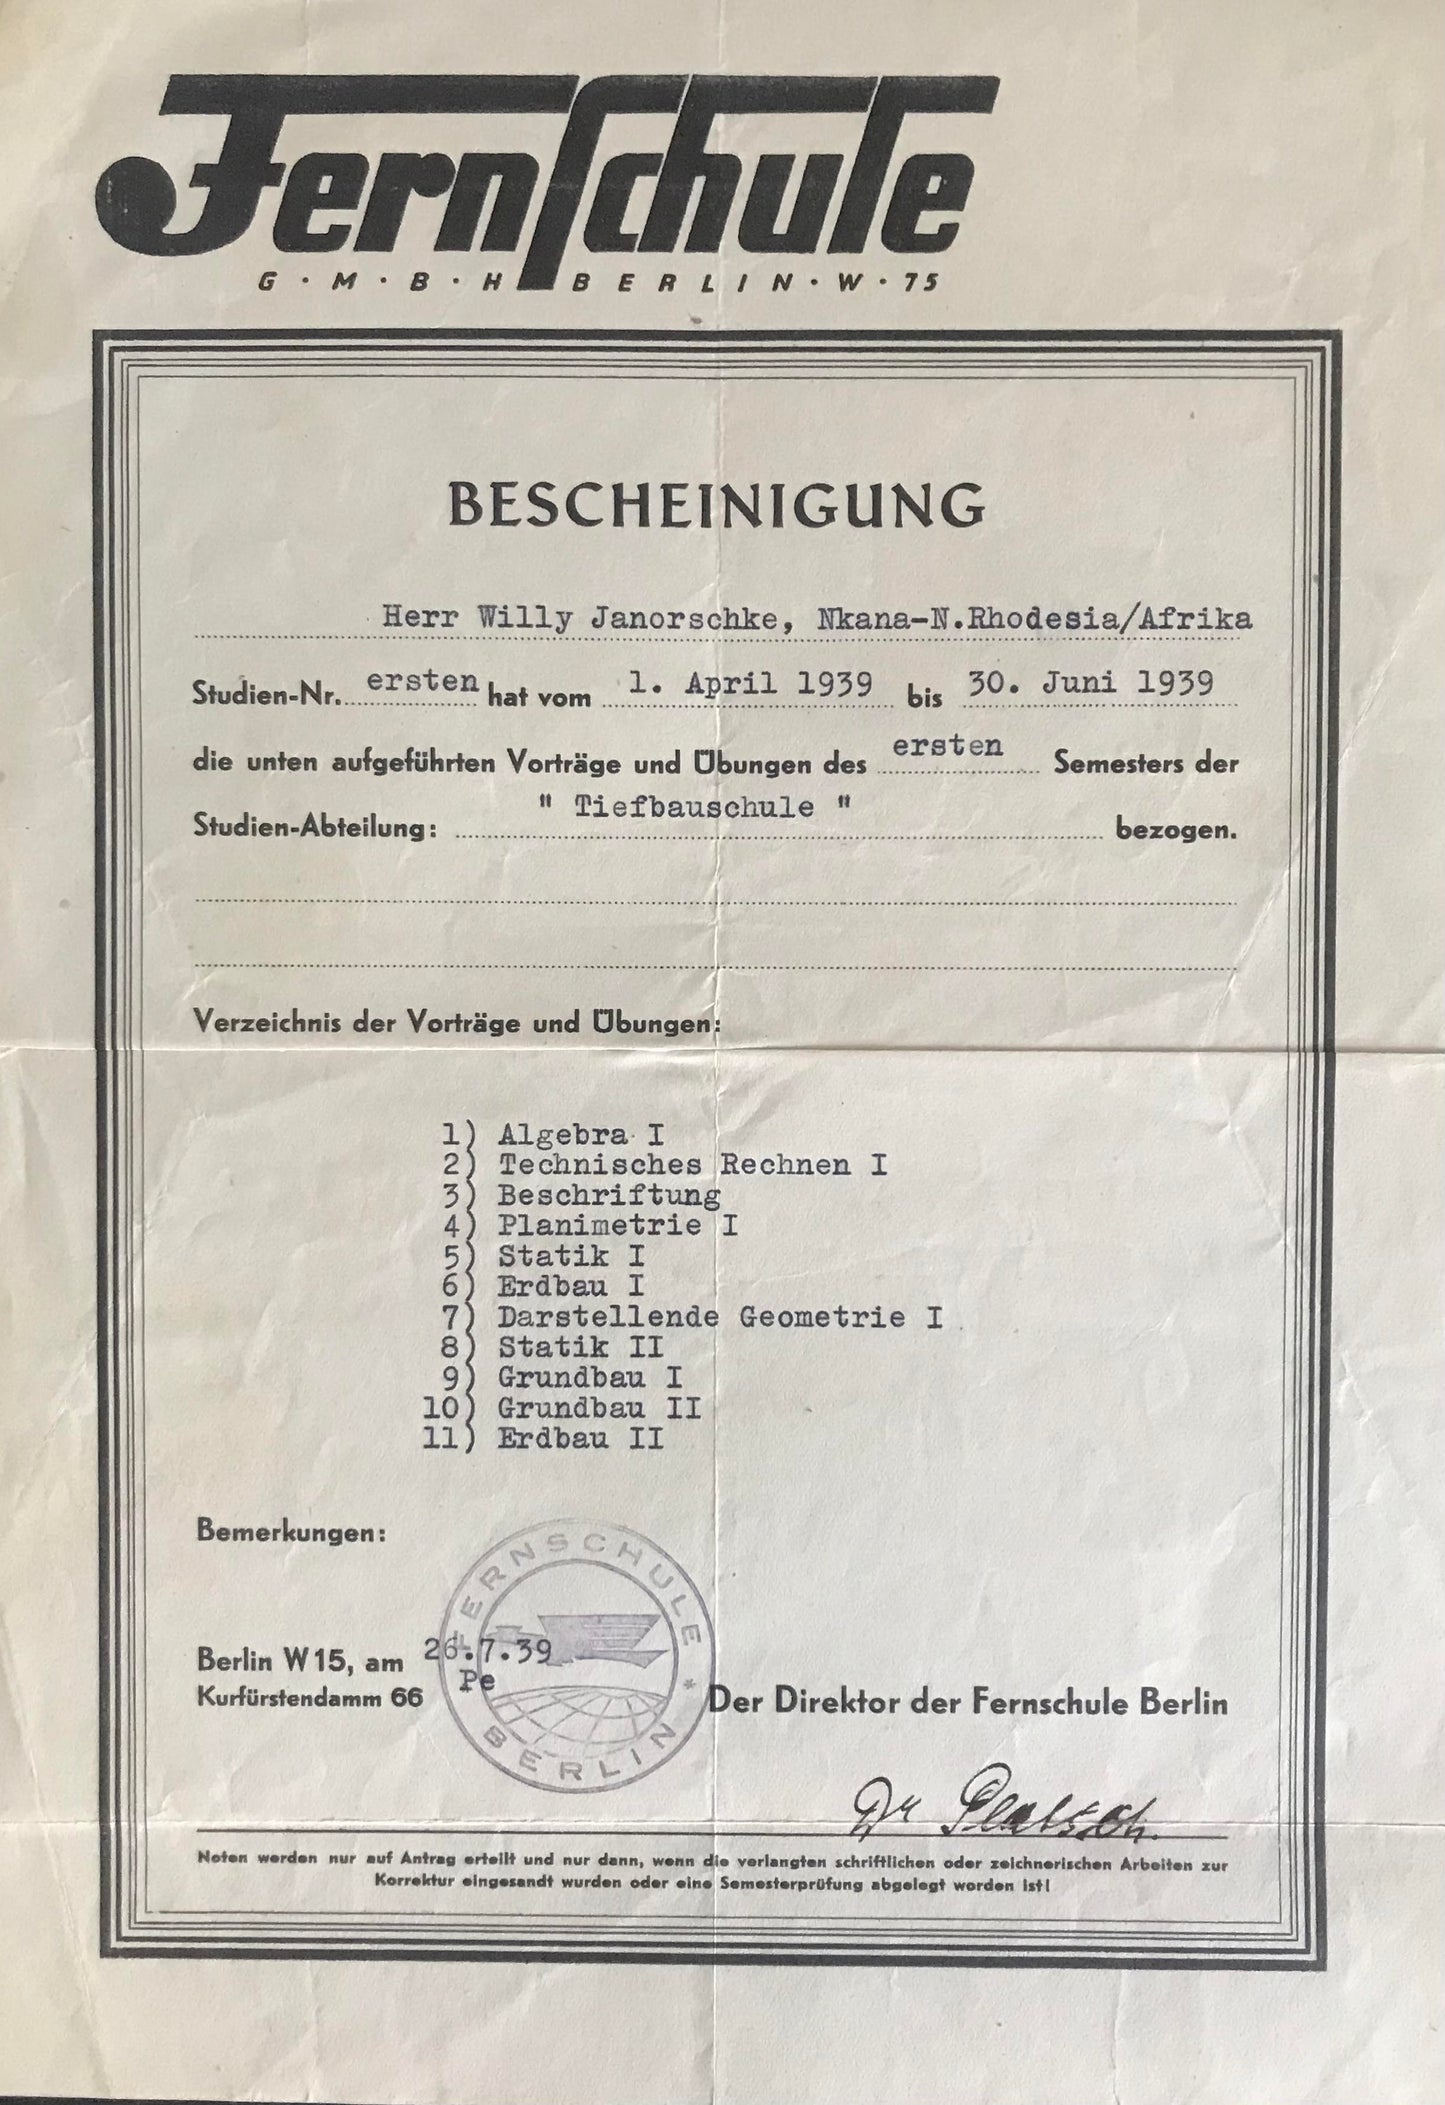 Fernschule
G · M · B · H BERLIN · W · 75
BESCHEINIGUNG
Herr Willy Janorschke, Nkana-N.Rhodesia/Afrika
Studien-Nr. ersten hat vom 1. April 1939 bis 30. Juni 1939
die unten aufgeführten Vorträge und Übungen des ersten Semesters der
Studien-Abteilung: " Tiefbauschule " bezogen.
Verzeichnis der Vorträge und Übungen:
1) Algebra I
2) Technisches Rechnen I
3) Beschriftung
4) Planimetrie I
5) Statik I
6) Erdbau I
7) Darstellende Geometrie I
8) Statik II
9) Grundbau I
10) Grundbau II
11) Erdbau II
Bemerkungen:
FERNSCHULE * BERLIN
Berlin W 15, am 26.7.39
Pe
Kurfürstendamm 66
Der Direktor der Fernschule Berlin
Dr
Noten werden nur auf Antrag erteilt und nur dann, wenn die verlangten schriftlichen oder zeichnerischen Arbeiten zur
Korrektur eingesandt wurden oder eine Semesterprüfung abgelegt worden ist!